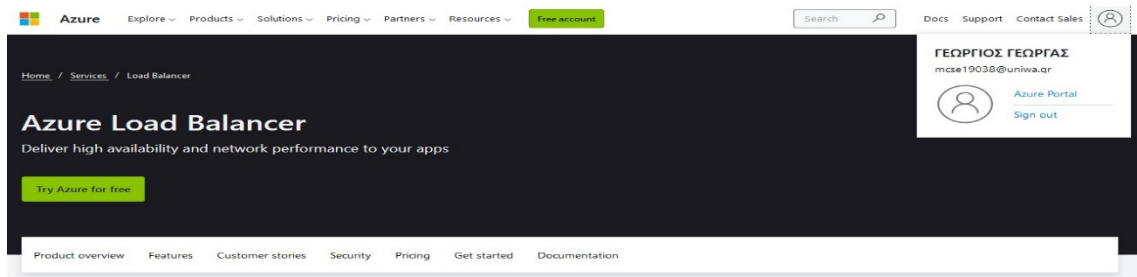 Azure Explore Products Solutions Pricing Partners Resources Free account Search Docs Support Contact Sales
ΓΕΩΡΓΙΟΣ ΓΕΩΡΓΑΣ
mcse19038@uniwa.gr
Azure Portal
Sign out
Home / Services / Load Balancer
Azure Load Balancer
Deliver high availability and network performance to your apps
Try Azure for free
Product overview Features Customer stories Security Pricing Get started Documentation